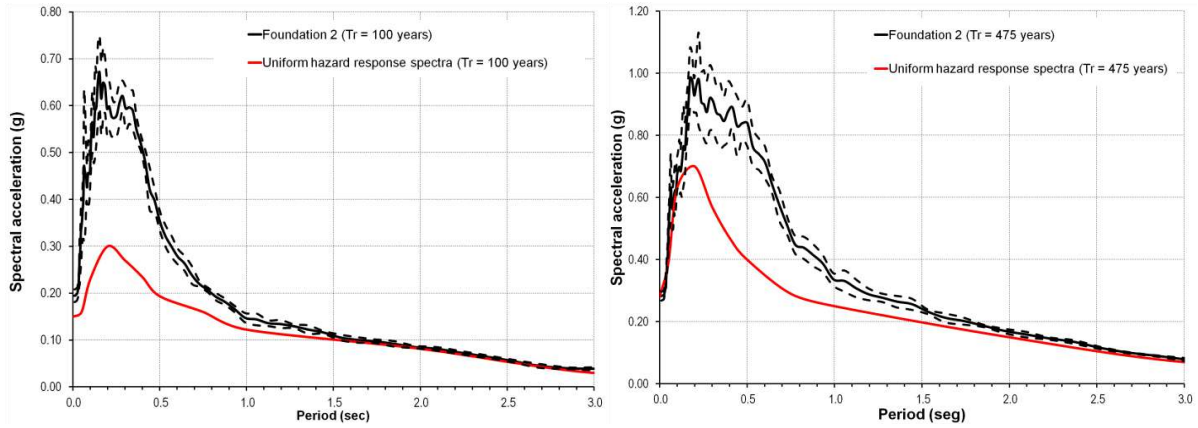 0.80
0.70
0.60
0.50
0.40
0.30
0.20
0.10
0.00
Spectral acceleration (g)
Foundation 2 (Tr = 100 years)
Uniform hazard response spectra (Tr = 100 years)
0.0 0.5 1.0 1.5 2.0 2.5 3.0
Period (sec)
1.20
1.00
0.80
0.60
0.40
0.20
0.00
Spectral acceleration (g)
Foundation 2 (Tr = 475 years)
Uniform hazard response spectra (Tr = 475 years)
0.0 0.5 1.0 1.5 2.0 2.5 3.0
Period (seg)